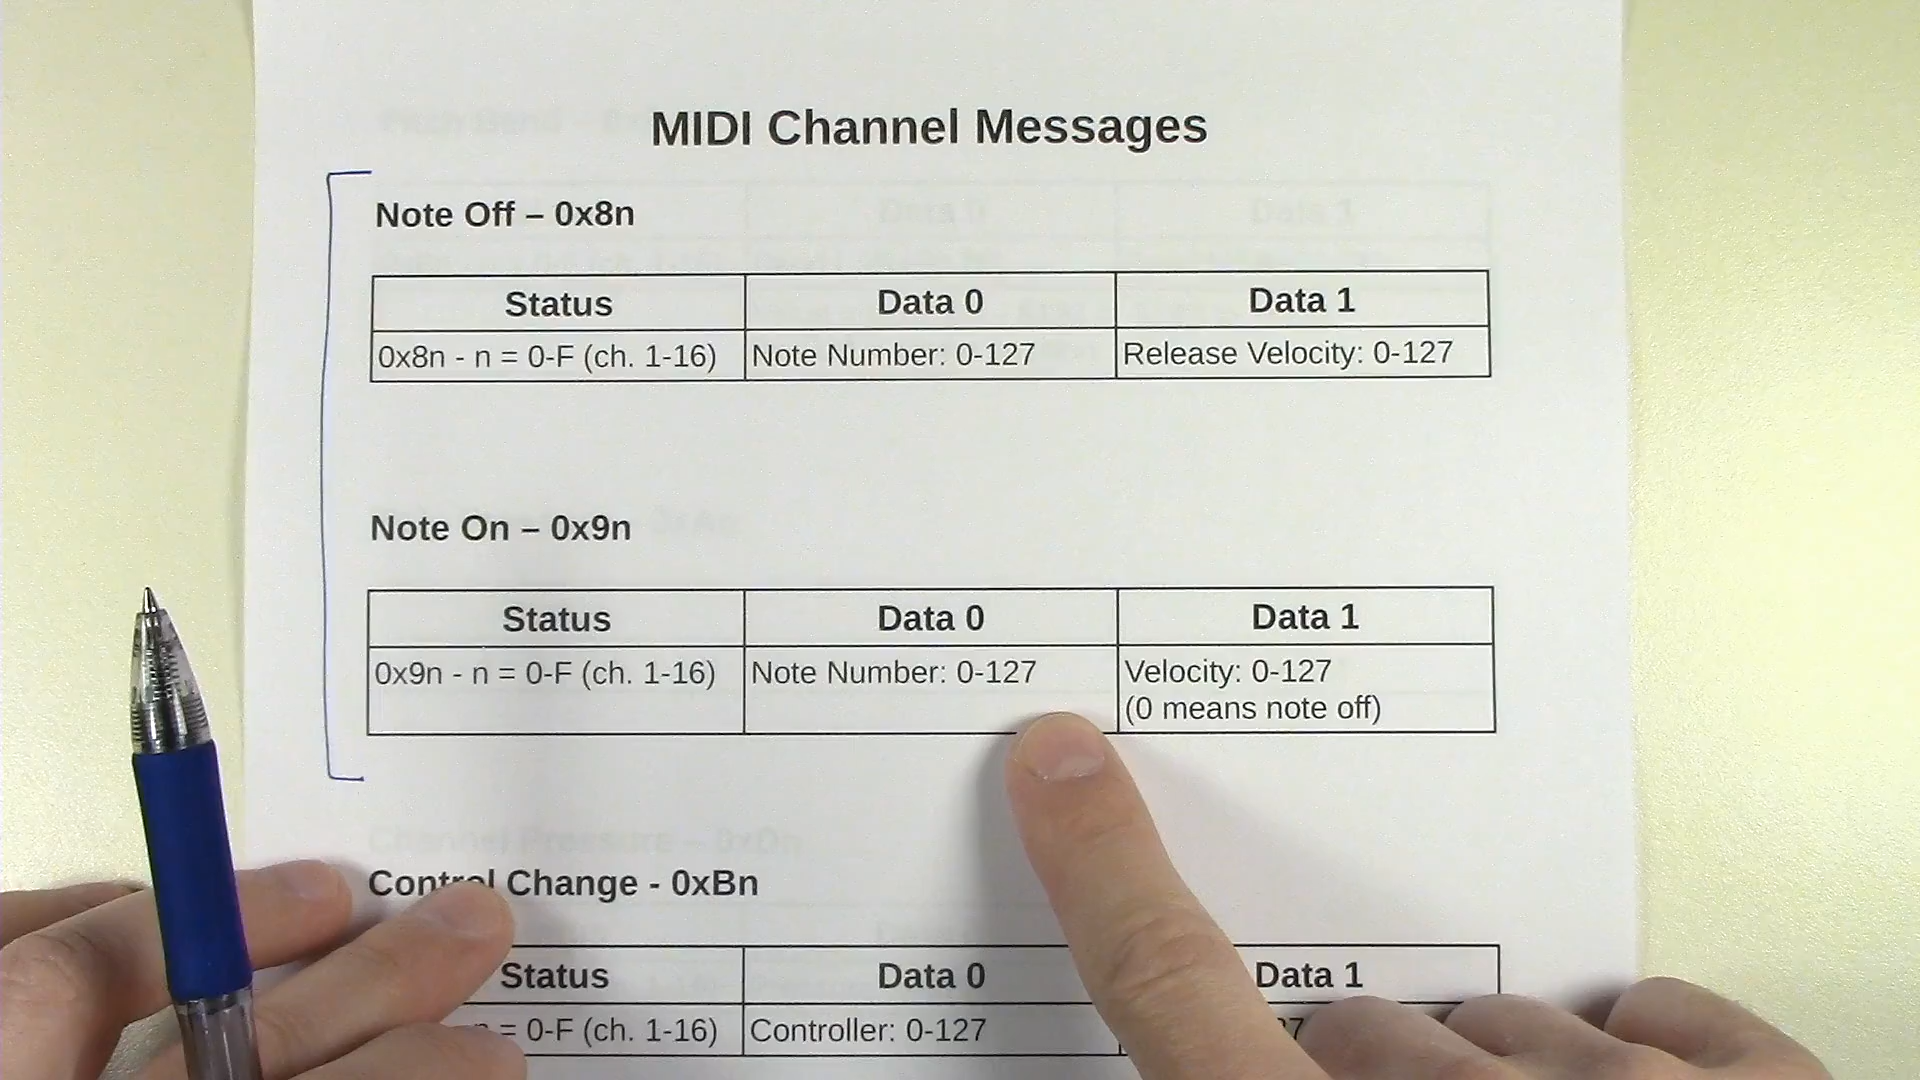 MIDI Channel Messages
Note Off – 0x8n
Status Data 0 Data 1
0x8n - n = 0-F (ch. 1-16) Note Number: 0-127 Release Velocity: 0-127
Note On – 0x9n
Status Data 0 Data 1
0x9n - n = 0-F (ch. 1-16) Note Number: 0-127 Velocity: 0-127
(0 means note off)
Channel Pressure – 0xDn
Control Change - 0xBn
Status Data 0 Data 1
= 0-F (ch. 1-16) Controller: 0-127